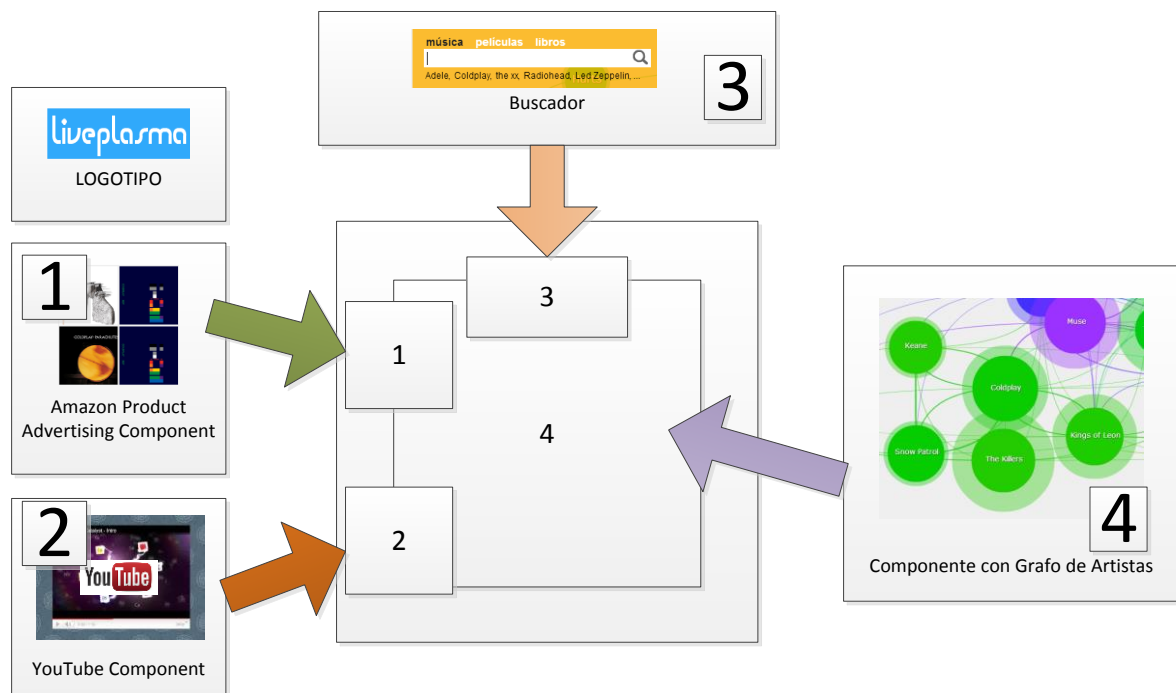 música películas libros
Adele, Coldplay, the xx, Radiohead, Led Zeppelin, ...
Buscador
3
liveplasma
LOGOTIPO
1
COLDPLAY PARACHUTES
Amazon Product
Advertising Component
2
YouTube
YouTube Component
3
1
4
2
Muse
Keane
Coldplay
Kings of Leon
Snow Patrol
The Killers
4
Componente con Grafo de Artistas